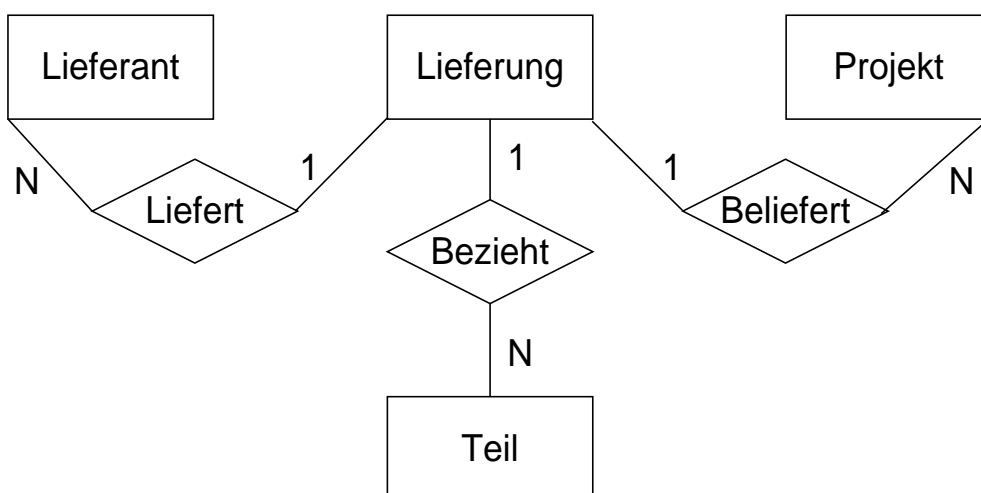 Lieferant
Lieferung
Projekt
N
1
1
1
N
Liefert
Bezieht
Beliefert
N
Teil